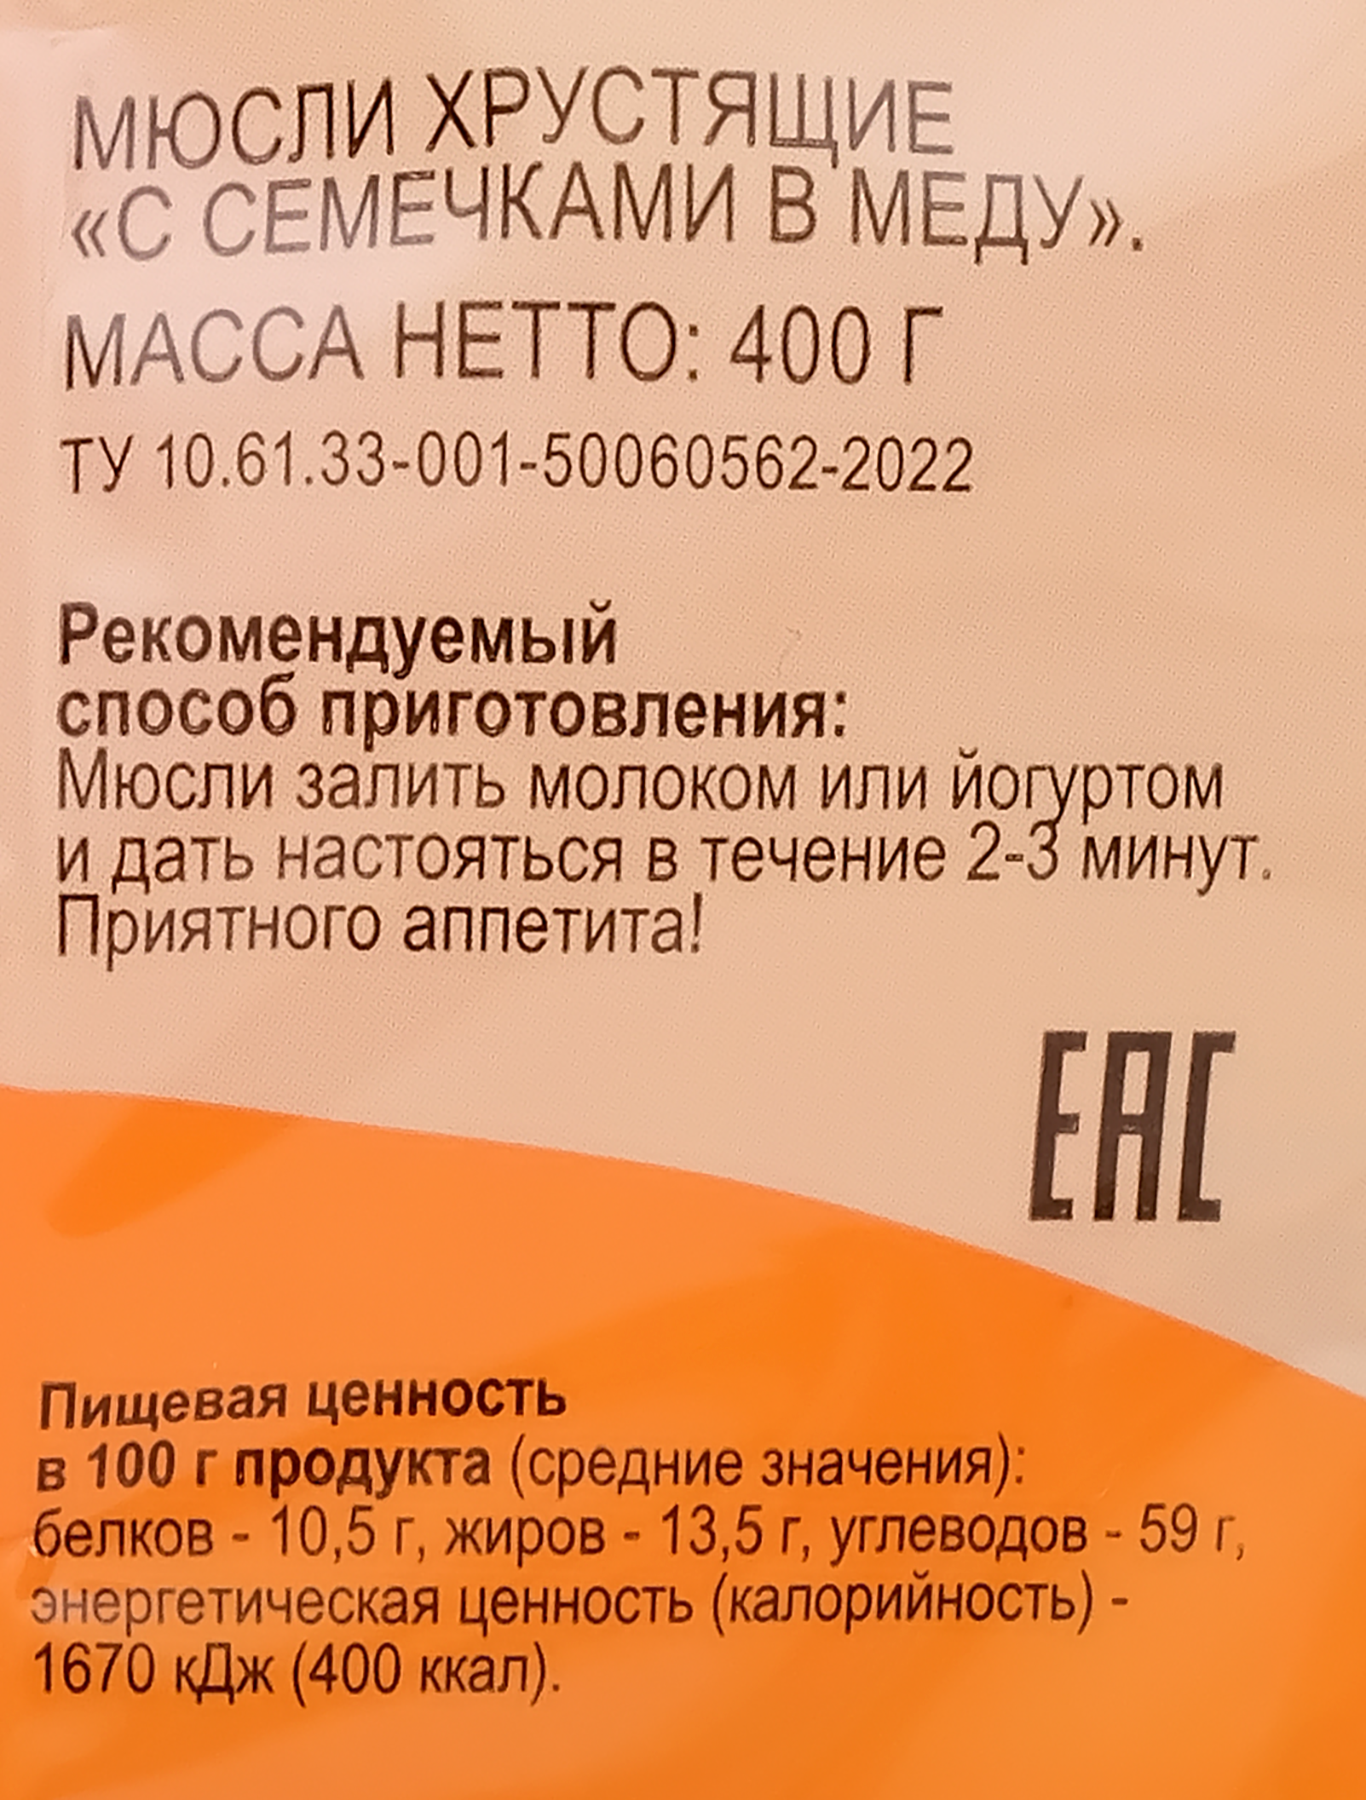 МЮСЛИ ХРУСТЯЩИЕ
«С СЕМЕЧКАМИ В МЕДУ».
МАССА НЕТТО: 400 Г
ТУ 10.61.33-001-50060562-2022
Рекомендуемый
способ приготовления:
Мюсли залить молоком или йогуртом
и дать настояться в течение 2-3 минут.
Приятного аппетита!
ЕАС
Пищевая ценность
в 100 г продукта (средние значения):
белков - 10,5 г, жиров - 13,5 г, углеводов - 59 г,
энергетическая ценность (калорийность) -
1670 кДж (400 ккал).